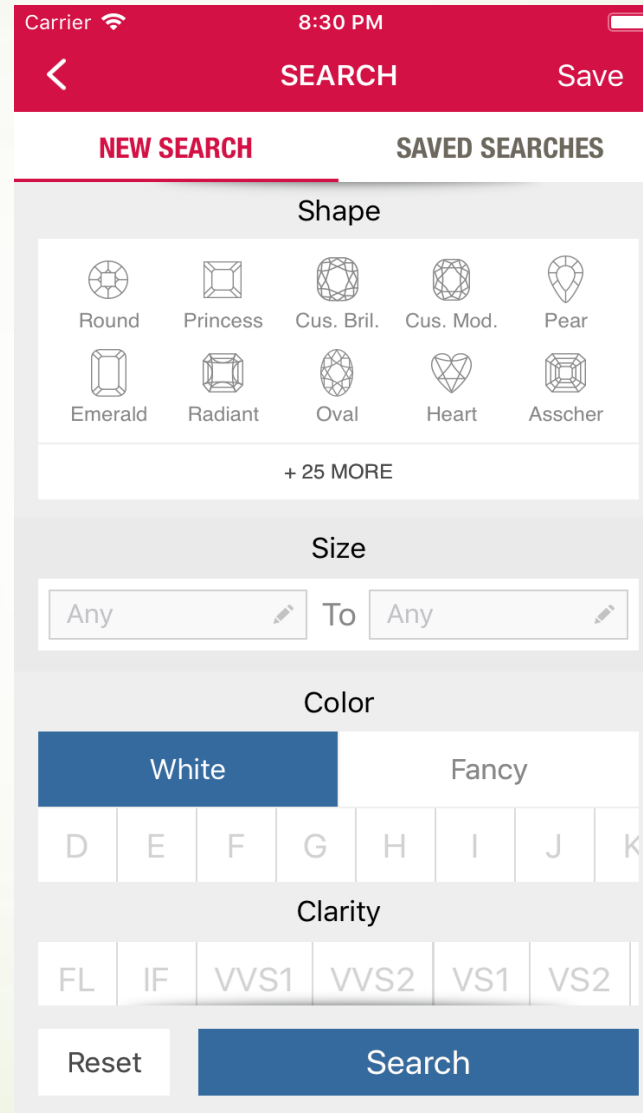 Carrier 8:30 PM
SEARCH Save
NEW SEARCH SAVED SEARCHES
Shape
Round Princess Cus. Bril. Cus. Mod. Pear
Emerald Radiant Oval Heart Asscher
+ 25 MORE
Size
Any To Any
Color
White Fancy
D E F G H I J K
Clarity
FL IF VVS1 VVS2 VS1 VS2
Reset Search